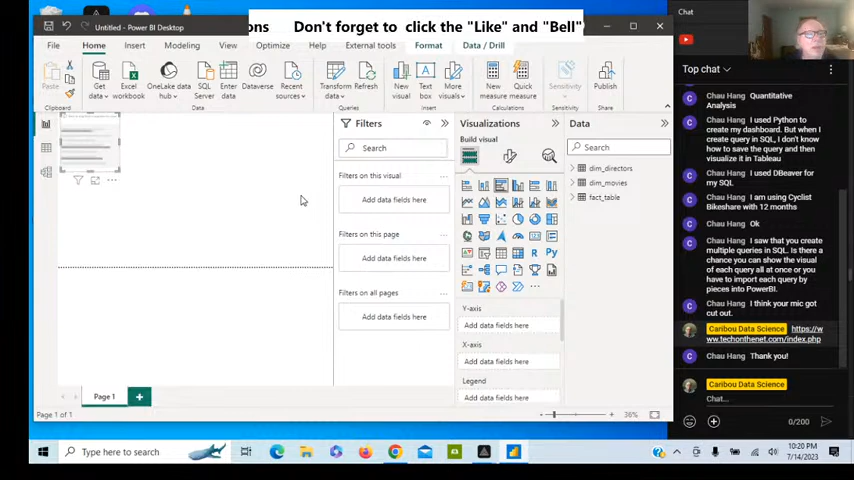 Untitled - Power BI Desktop
ons Don't forget to click the "Like" and "Bell"
File Home Insert Modeling View Optimize Help External tools Format Data / Drill
Paste
Get data
Excel workbook
OneLake data hub
SQL Server
Enter data
Dataverse
Recent sources
Transform data
Refresh
New visual
Text box
More visuals
New measure
Quick measure
Sensitivity
Publish
Clipboard Data Queries Insert Calculations Sensitivity Share
Filters
Search
Filters on this visual
Add data fields here
Filters on this page
Add data fields here
Filters on all pages
Add data fields here
Visualizations
Build visual
R Py
Y-axis
Add data fields here
X-axis
Add data fields here
Legend
Add data fields here
Data
Search
dim_directors
dim_movies
fact_table
Page 1
Page 1 of 1
36%
Chat
Top chat
Chau Hang Quantitative
Analysis
Chau Hang I used Python to
create my dashboard. But when I
create query in SQL, I don't know
how to save the query and then
visualize it in Tableau
Chau Hang I used DBeaver for
my SQL
Chau Hang I am using Cyclist
Bikeshare with 12 months
Chau Hang Ok
Chau Hang I saw that you create
multiple queries in SQL. Is there a
chance you can show the visual
of each query all at once or you
have to import each query by
pieces into PowerBI.
Chau Hang I think your mic got
cut out.
Caribou Data Science https://w
ww.techonthenet.com/index.php
Chau Hang Thank you!
Caribou Data Science
Chat...
0/200
Type here to search
10:20 PM
7/14/2023